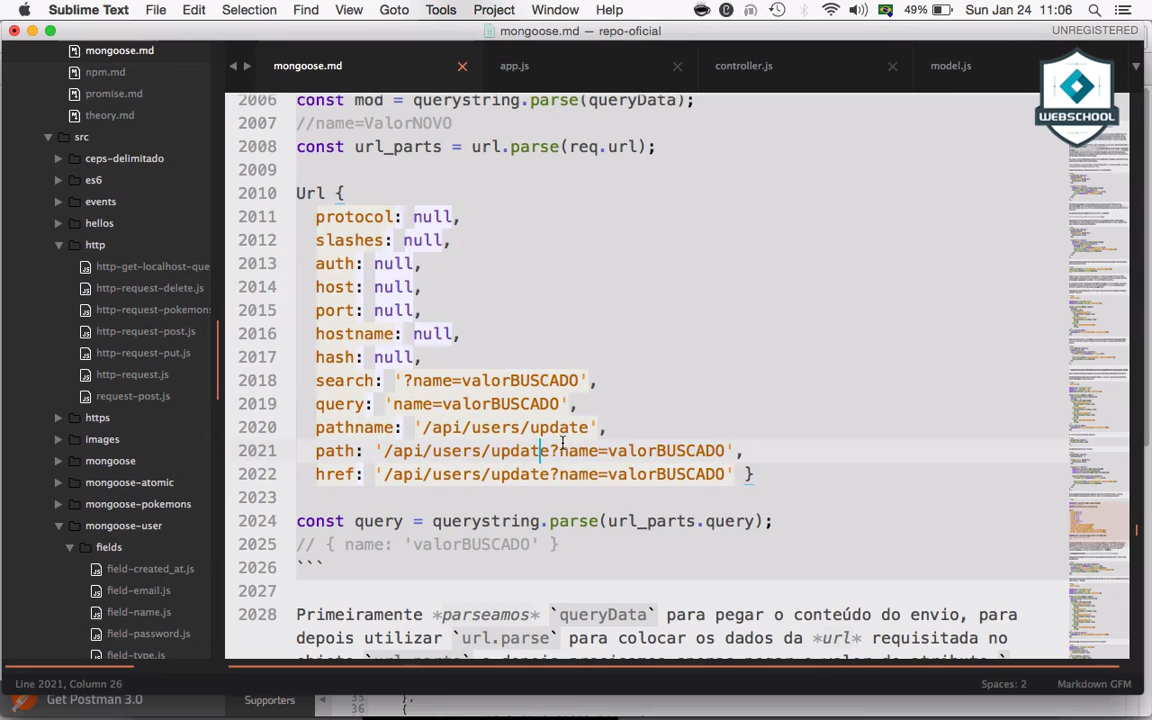 Sublime Text File Edit Selection Find View Goto Tools Project Window Help 49% Sun Jan 24 11:06
mongoose.md — repo-oficial UNREGISTERED
mongoose.md
npm.md
promise.md
theory.md
src
ceps-delimitado
es6
events
hellos
http
http-get-localhost-que
http-request-delete.js
http-request-pokemons
http-request-post.js
http-request-put.js
http-request.js
request-post.js
https
images
mongoose
mongoose-atomic
mongoose-pokemons
mongoose-user
fields
field-created_at.js
field-email.js
field-name.js
field-password.js
field-type.js
mongoose.md app.js controller.js model.js
WEBSCHOOL
2006 const mod = querystring.parse(queryData);
2007 //name=ValorNOVO
2008 const url_parts = url.parse(req.url);
2009
2010 Url {
2011 protocol: null,
2012 slashes: null,
2013 auth: null,
2014 host: null,
2015 port: null,
2016 hostname: null,
2017 hash: null,
2018 search: '?name=valorBUSCADO',
2019 query: 'name=valorBUSCADO',
2020 pathname: '/api/users/update',
2021 path: '/api/users/update?name=valorBUSCADO',
2022 href: '/api/users/update?name=valorBUSCADO' }
2023
2024 const query = querystring.parse(url_parts.query);
2025 // { name: 'valorBUSCADO' }
2026 ```
2027
2028 Primeiramente *parseamos* `queryData` para pegar o conteúdo do envio, para
depois utilizar `url.parse` para colocar os dados da *url* requisitada no
Line 2021, Column 26 Spaces: 2 Markdown GFM
Get Postman 3.0 Supporters
36 {